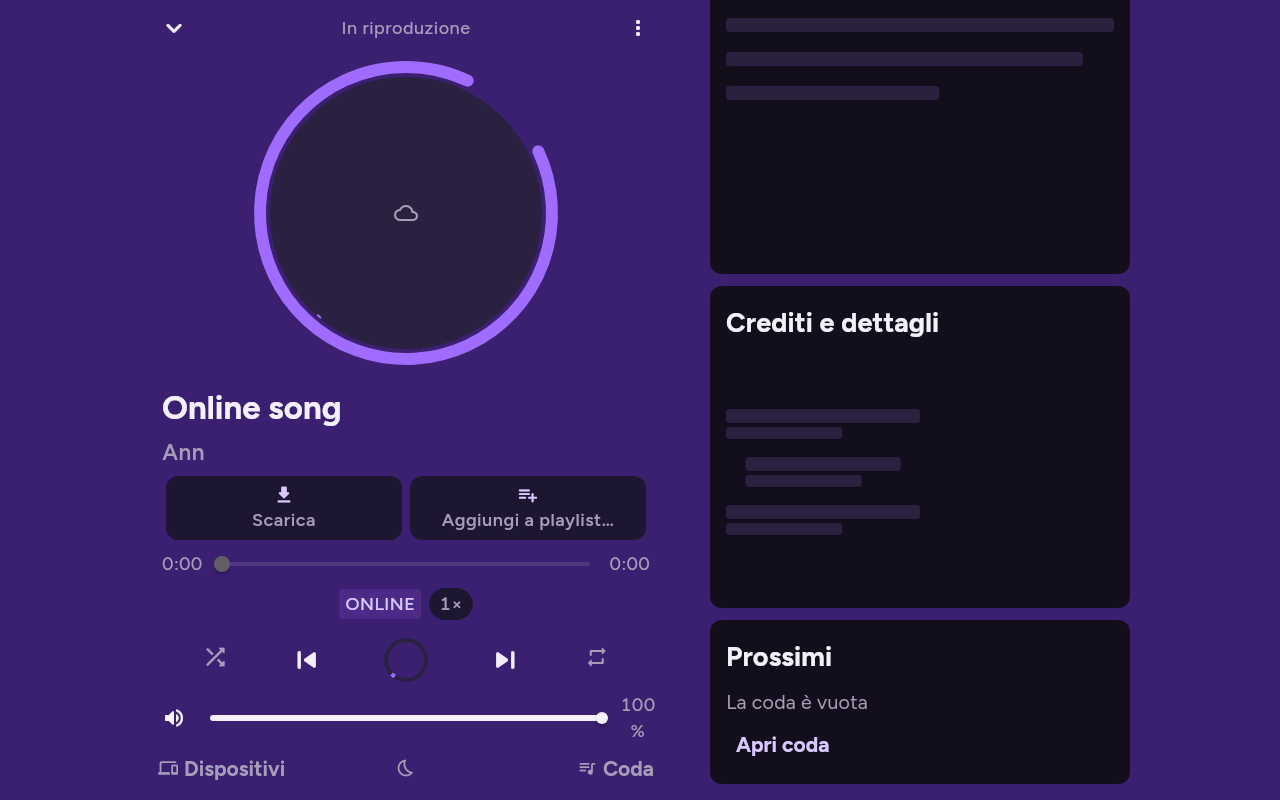 In riproduzione
Online song
Ann
Scarica
Aggiungi a playlist...
0:00
0:00
ONLINE
1×
100
%
Dispositivi
Coda
Crediti e dettagli
Prossimi
La coda è vuota
Apri coda